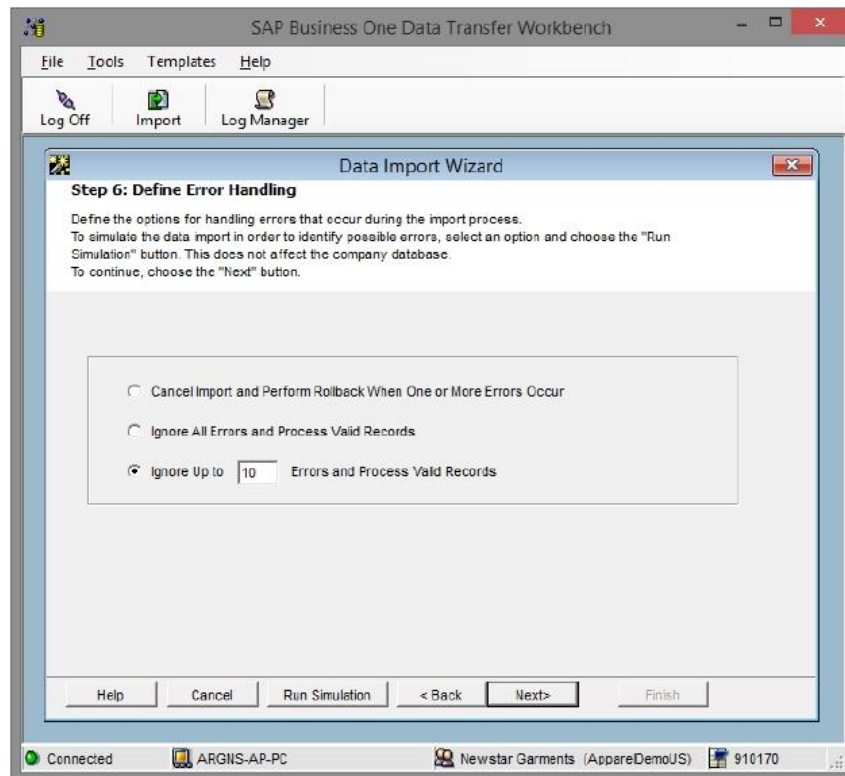 SAP Business One Data Transfer Workbench
File Tools Templates Help
Log Off Import Log Manager
Data Import Wizard
Step 6: Define Error Handling
Define the options for handling errors that occur during the import process.
To simulate the data import in order to identify possible errors, select an option and choose the "Run
Simulation" button. This does not affect the company database.
To continue, choose the "Next" button.
Cancel Import and Perform Rollback When One or More Errors Occur
Ignore All Errors and Process Valid Records
Ignore Up to 10 Errors and Process Valid Records
Help Cancel Run Simulation < Back Next> Finish
Connected ARGNS-AP-PC Newstar Garments (AppareDemoUS) 910170